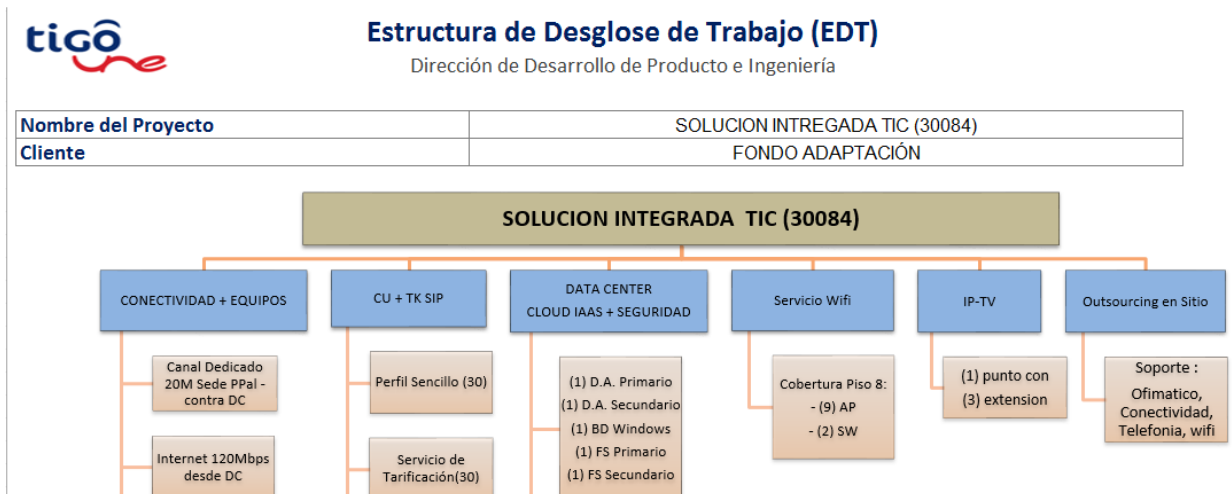 tigô
une
Estructura de Desglose de Trabajo (EDT)
Dirección de Desarrollo de Producto e Ingeniería
Nombre del Proyecto SOLUCION INTREGADA TIC (30084)
Cliente FONDO ADAPTACIÓN
SOLUCION INTEGRADA TIC (30084)
CONECTIVIDAD + EQUIPOS
CU + TK SIP
DATA CENTER
CLOUD IAAS + SEGURIDAD
Servicio Wifi
IP-TV
Outsourcing en Sitio
Canal Dedicado
20M Sede PPal -
contra DC
Internet 120Mbps
desde DC
Perfil Sencillo (30)
Servicio de
Tarificación(30)
(1) D.A. Primario
(1) D.A. Secundario
(1) BD Windows
(1) FS Primario
(1) FS Secundario
Cobertura Piso 8:
- (9) AP
- (2) SW
(1) punto con
(3) extension
Soporte :
Ofimatico,
Conectividad,
Telefonia, wifi